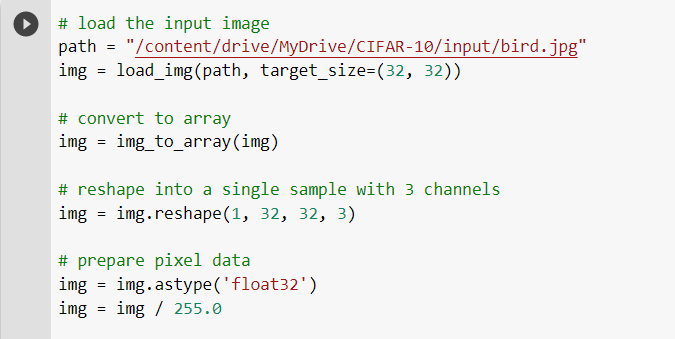 # load the input image
path = "/content/drive/MyDrive/CIFAR-10/input/bird.jpg"
img = load_img(path, target_size=(32, 32))
# convert to array
img = img_to_array(img)
# reshape into a single sample with 3 channels
img = img.reshape(1, 32, 32, 3)
# prepare pixel data
img = img.astype('float32')
img = img / 255.0